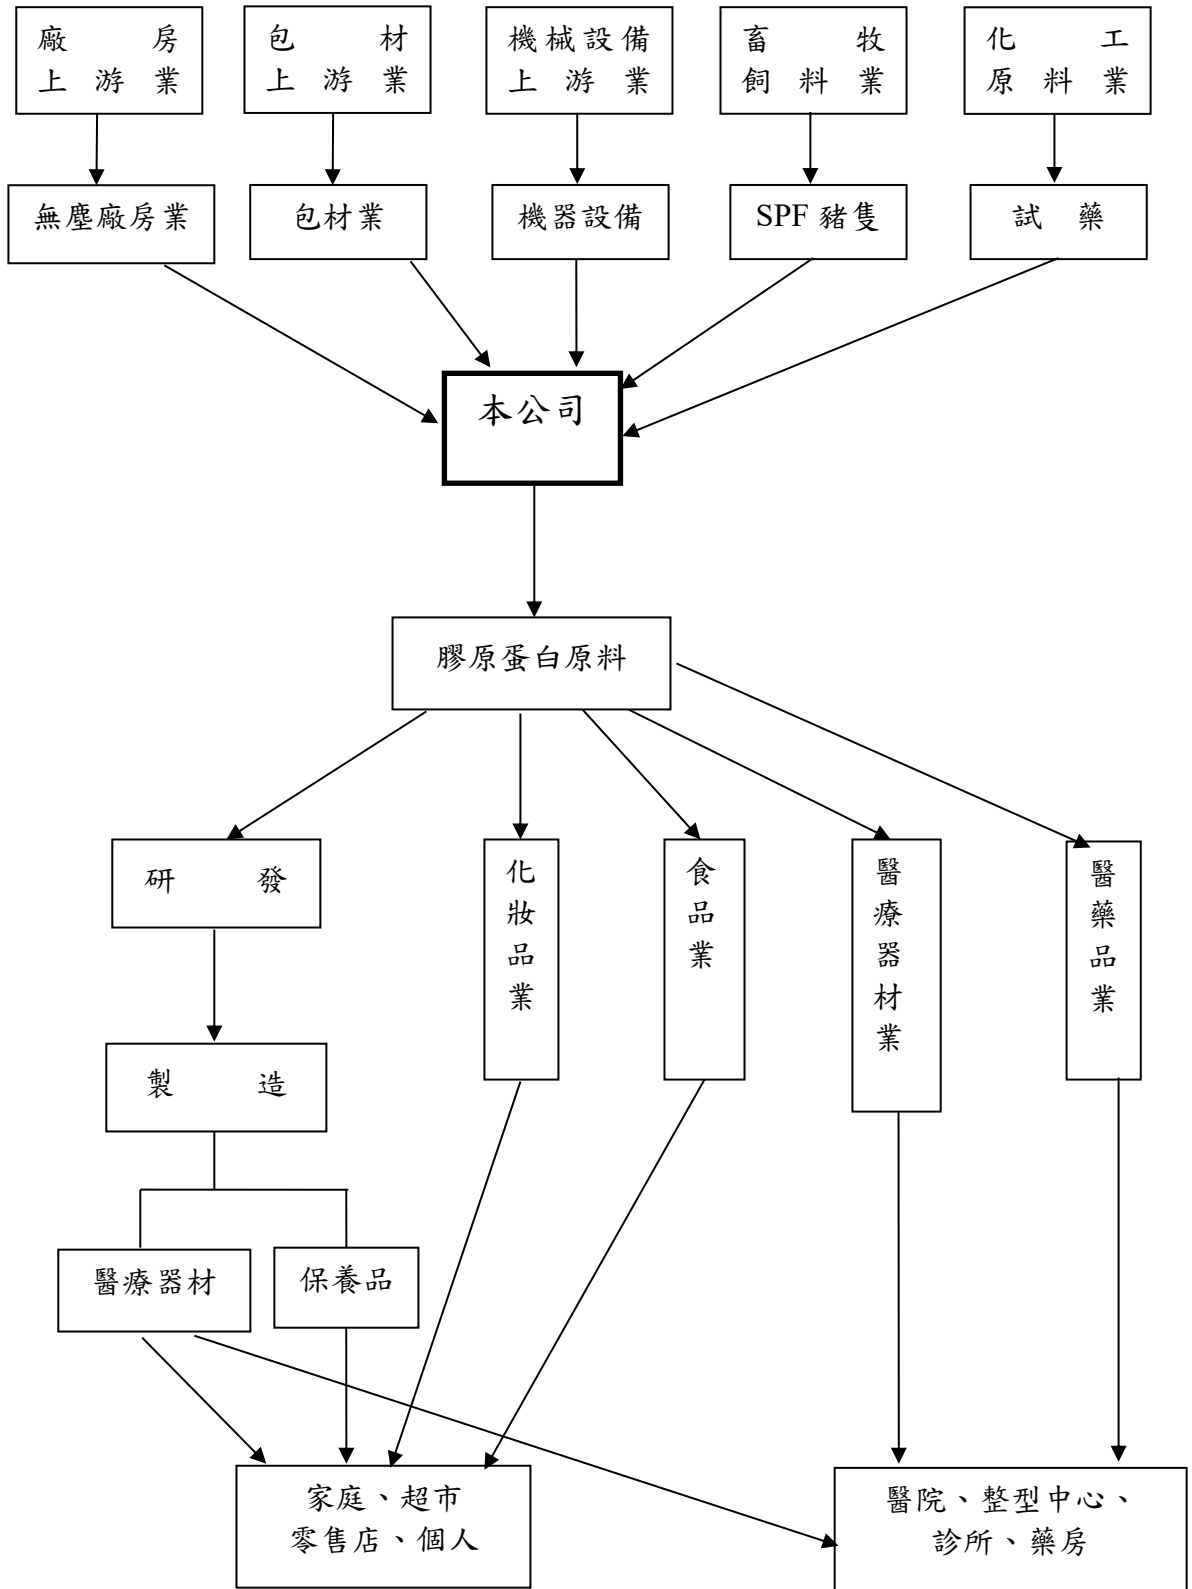 廠房
上游業
包材
上游業
機械設備
上游業
畜牧
飼料業
化工
原料業
無塵廠房業
包材業
機器設備
SPF 豬隻
試藥
本公司
膠原蛋白原料
研發
化妝品業
食品業
醫療器材業
醫藥品業
製造
醫療器材
保養品
家庭、超市
零售店、個人
醫院、整型中心、
診所、藥房